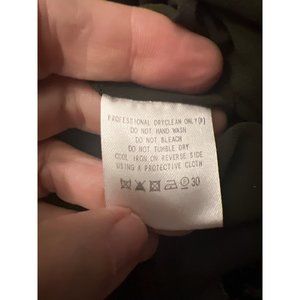 PROFESSIONAL DRYCLEAN ONLY(P)
DO NOT HAND WASH
DO NOT BLEACH
DO NOT TUMBLE DRY
COOL IRON ON REVERSE SIDE
USING A PROTECTIVE CLOTH
30